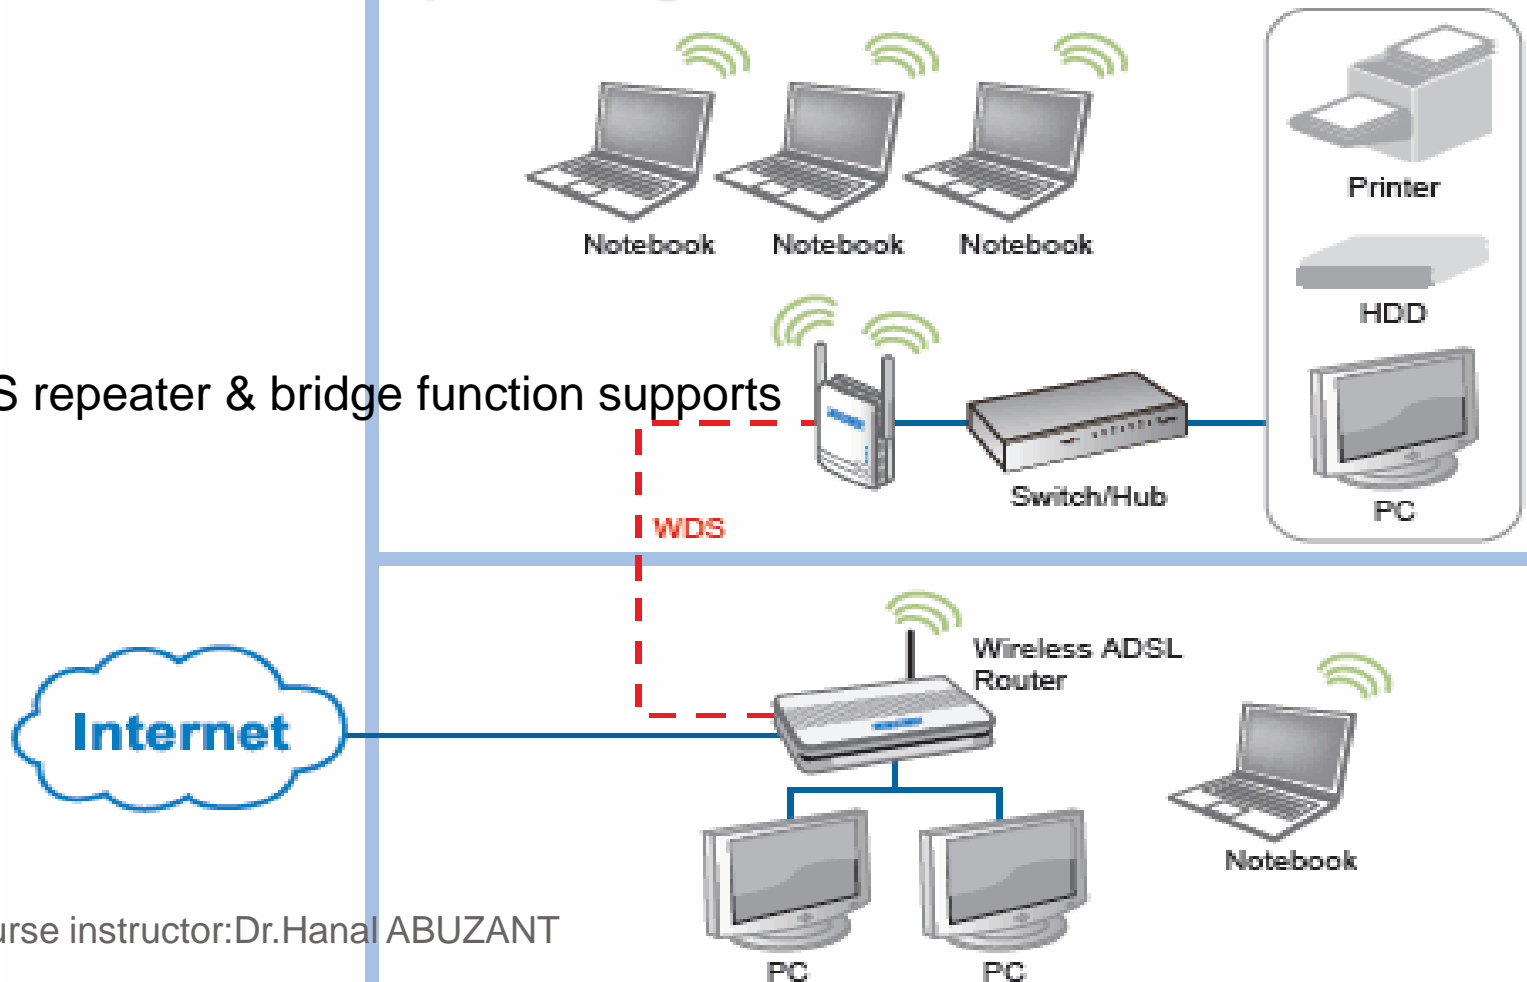 Notebook Notebook Notebook
Printer
HDD
PC
S repeater & bridge function supports
Switch/Hub
WDS
Wireless ADSL
Router
Internet
Notebook
PC PC
urse instructor:Dr.Hanal ABUZANT